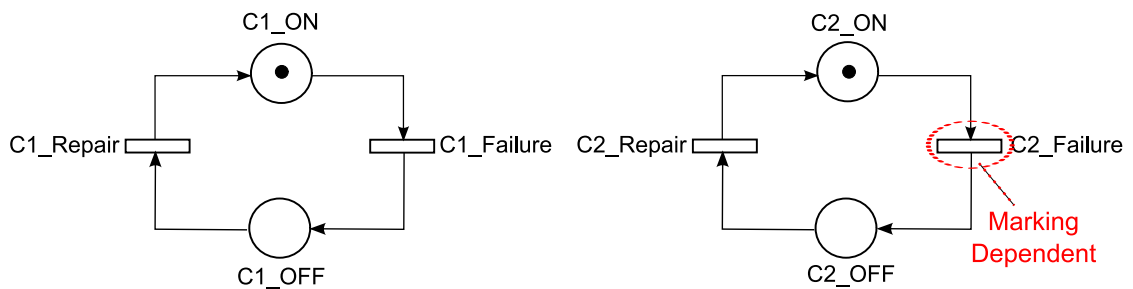 C1_ON
C2_ON
C1_Repair
C1_Failure
C2_Repair
C2_Failure
C1_OFF
C2_OFF
Marking
Dependent